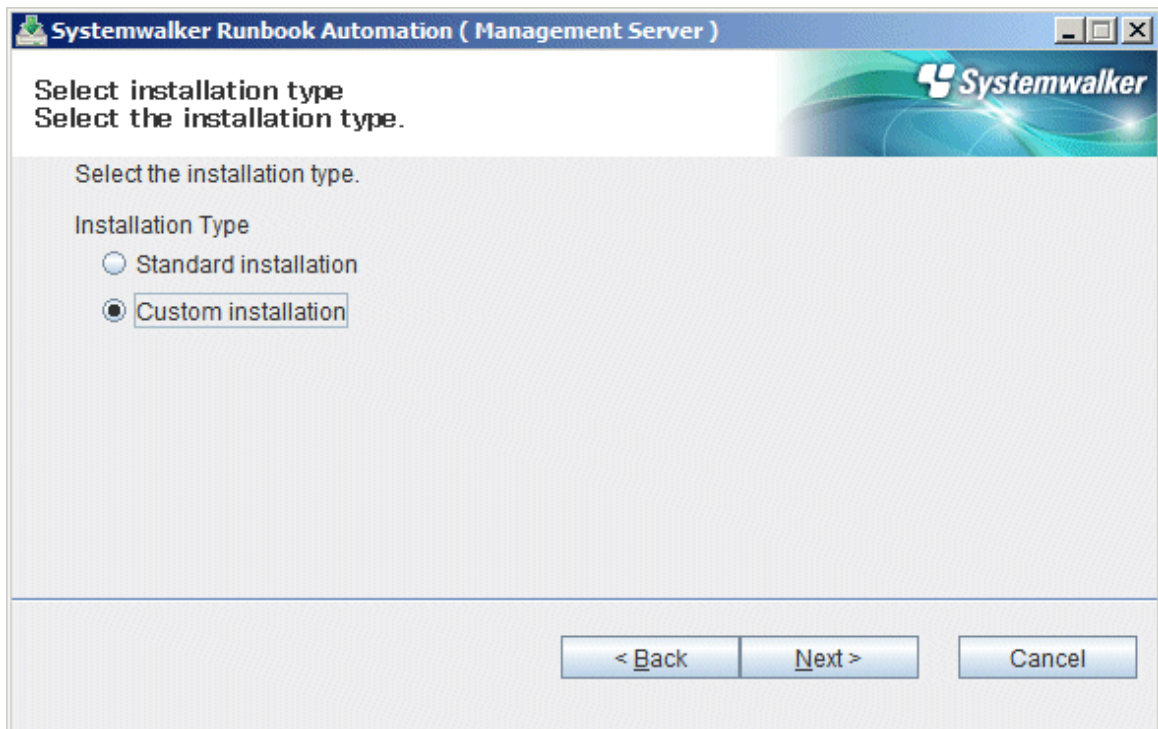 Systemwalker Runbook Automation ( Management Server )
Select installation type
Select the installation type.
Systemwalker
Select the installation type.
Installation Type
Standard installation
Custom installation
< Back
Next >
Cancel